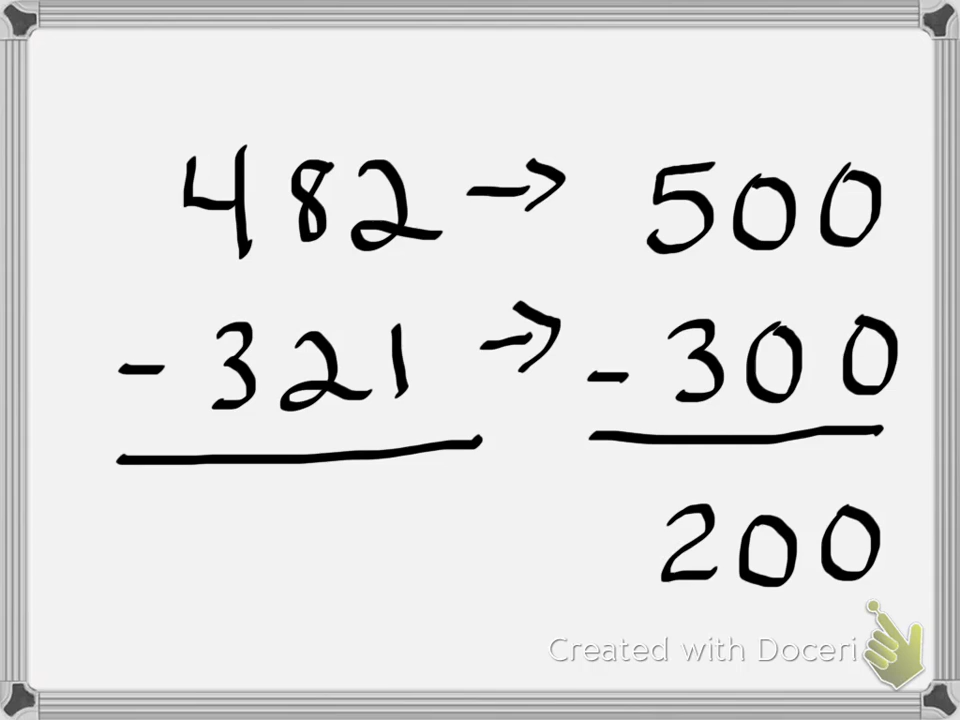 482 → 500
- 321 → - 300
200
Created with Doceri